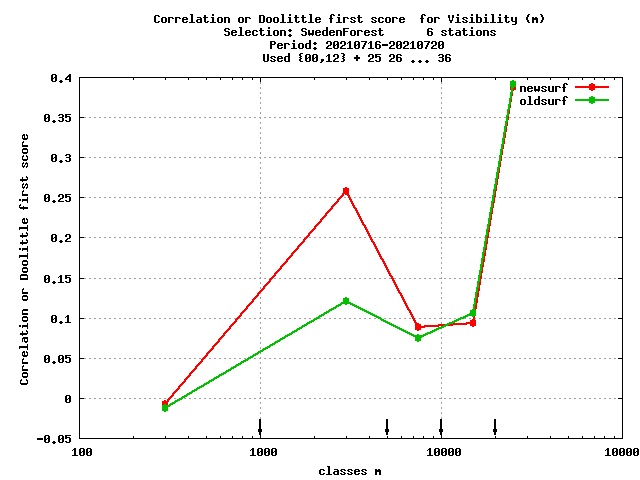 Correlation or Doolittle first score  for Visibility (m)
Selection: SwedenForest      6 stations
Period: 20210716-20210720
Used {00,12} + 25 26 ... 36
newsurf
oldsurf
Correlation or Doolittle first score
0.4
0.35
0.3
0.25
0.2
0.15
0.1
0.05
0
-0.05
100
1000
10000
10000
classes m